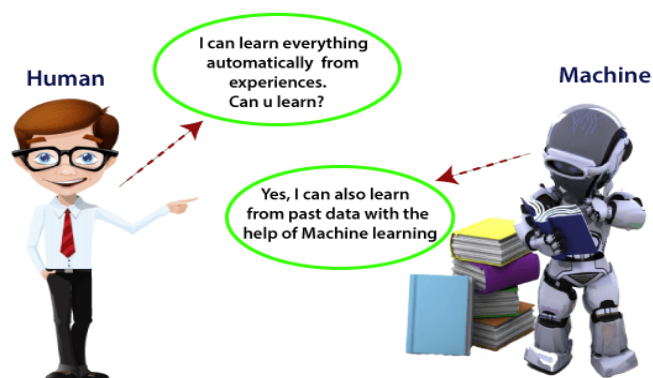 Human
I can learn everything
automatically from
experiences.
Can u learn?
Machine
Yes, I can also learn
from past data with the
help of Machine learning